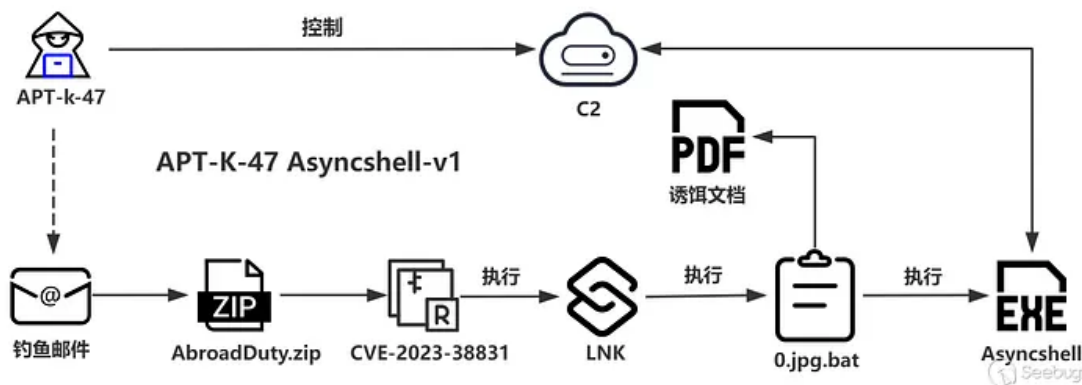 控制
APT-k-47
C2
PDF
APT-K-47 Asyncshell-v1
诱饵文档
@
ZIP
R
执行
执行
执行
EXE
钓鱼邮件
AbroadDuty.zip
CVE-2023-38831
LNK
0.jpg.bat
Asyncshell
Seebug